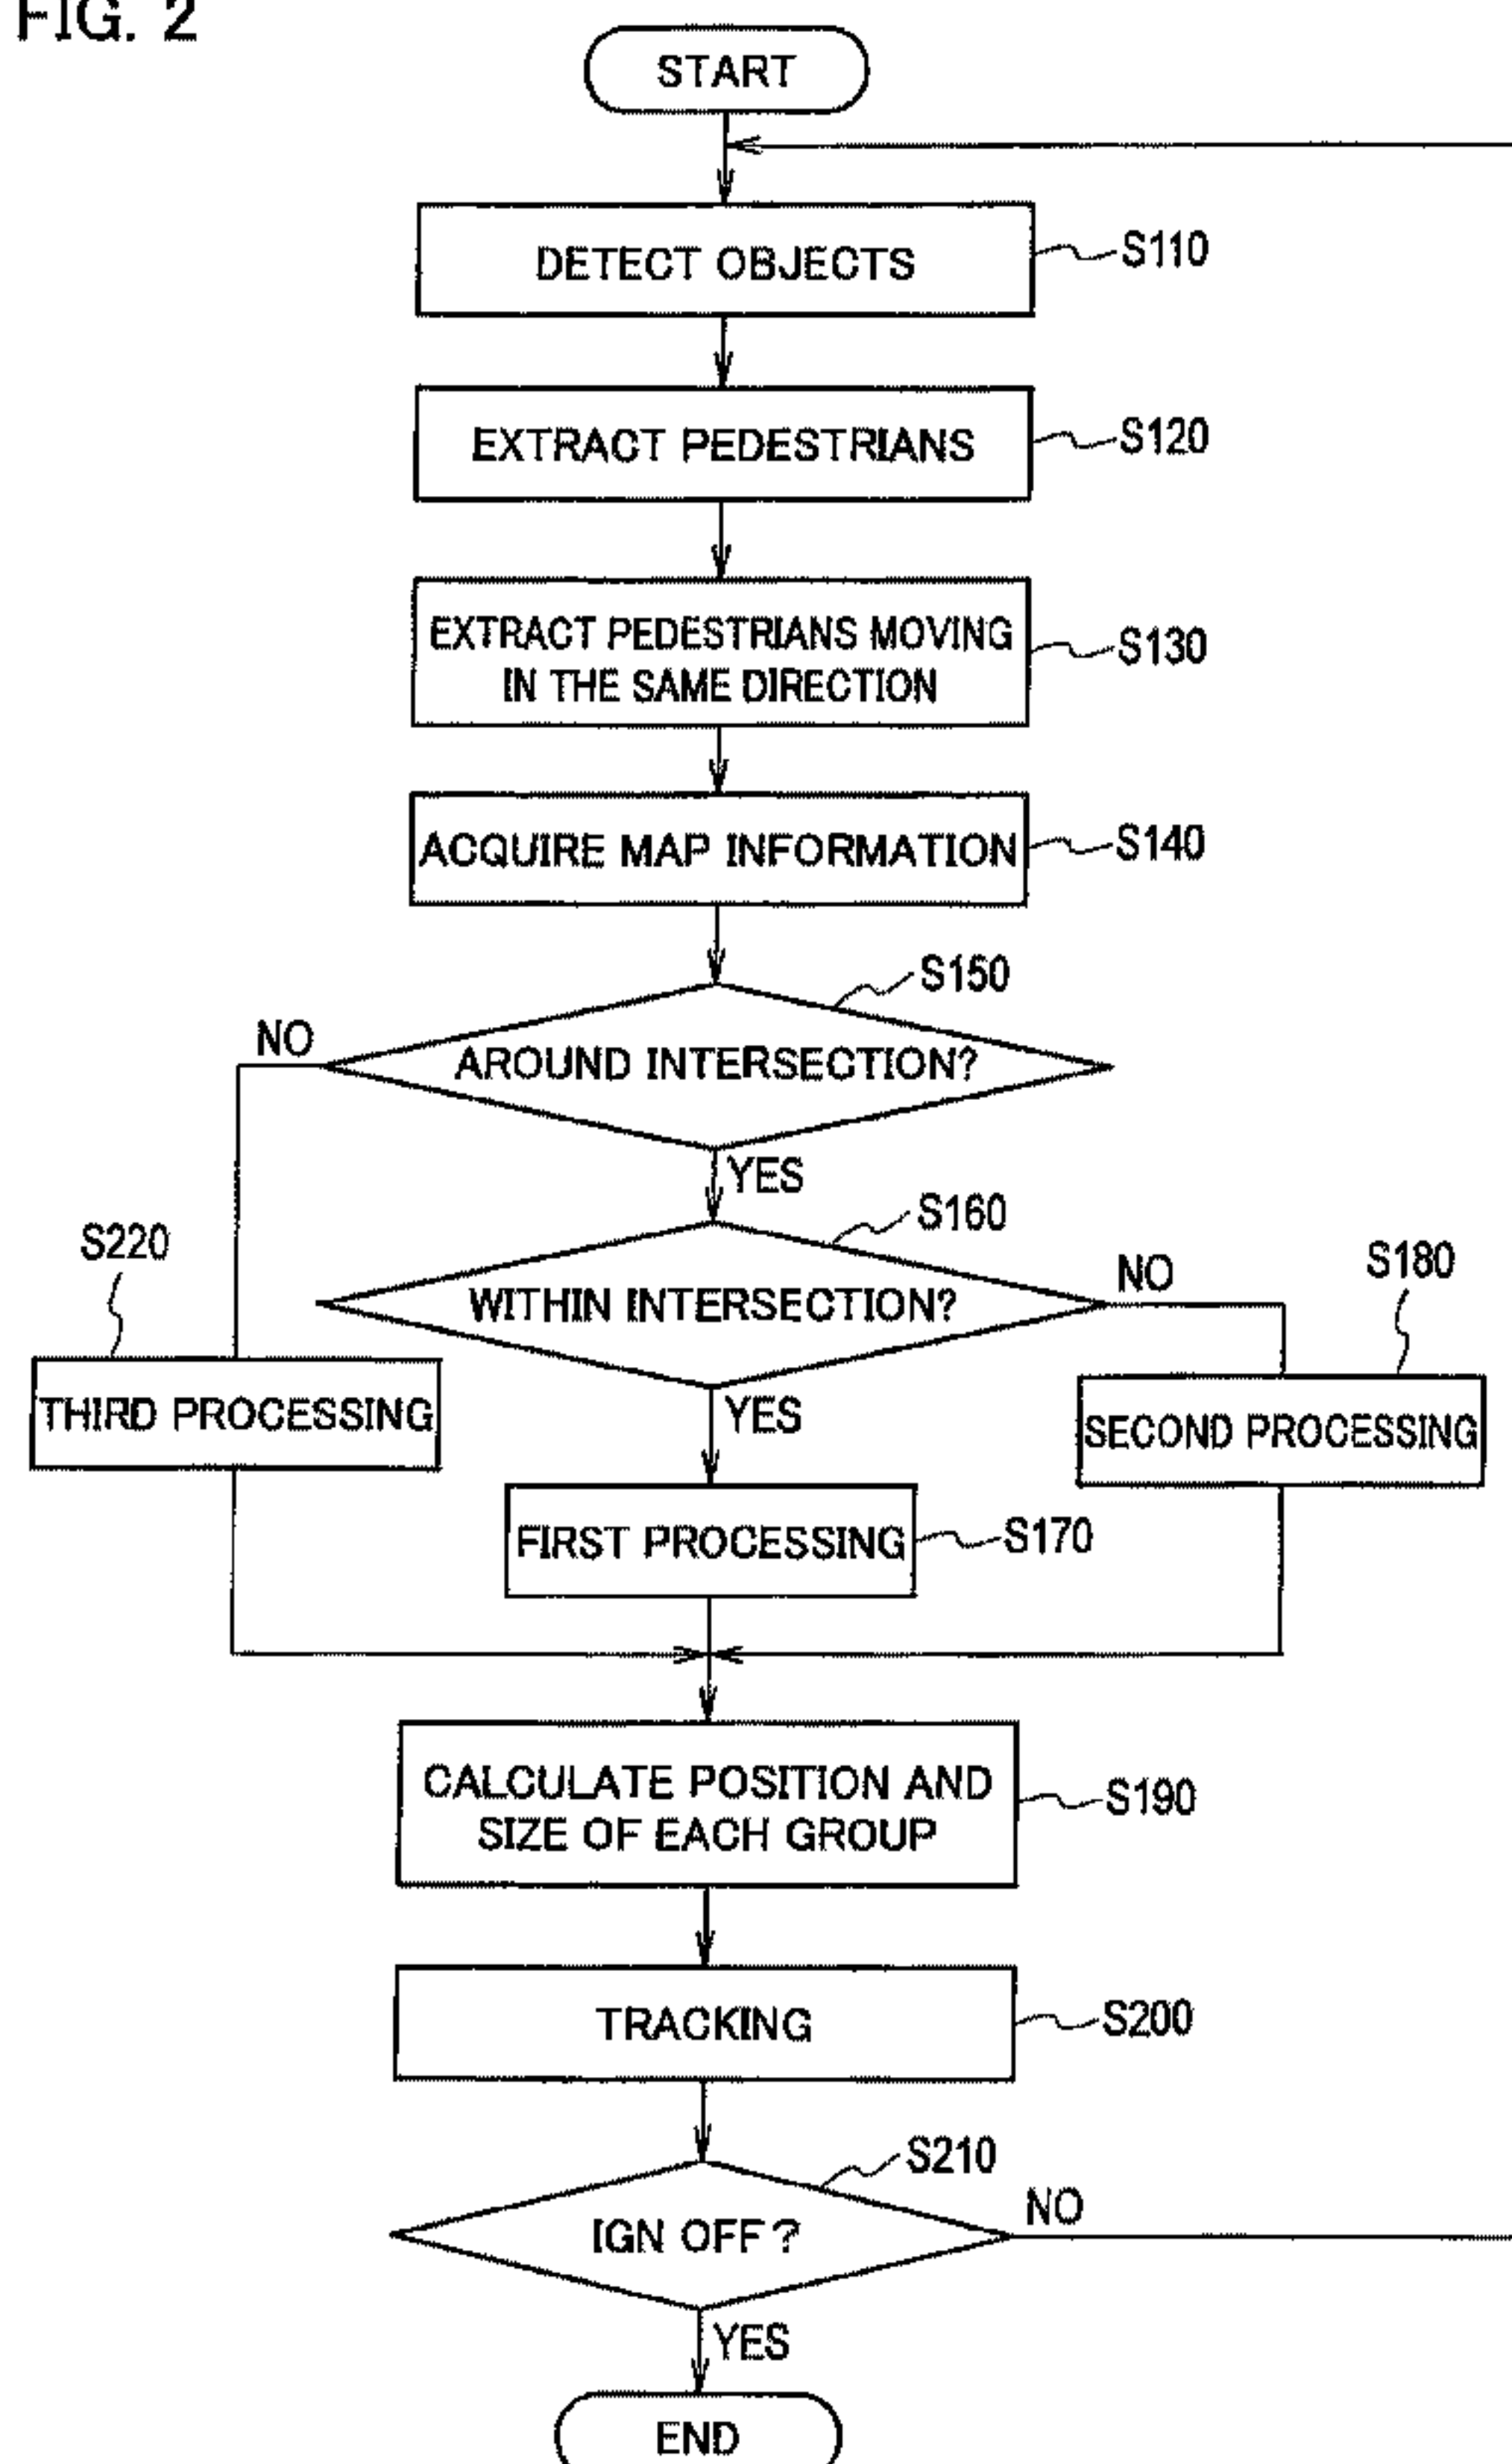 FIG. 2
START
DETECT OBJECTS
S110
EXTRACT PEDESTRIANS
S120
EXTRACT PEDESTRIANS MOVING
IN THE SAME DIRECTION
S130
ACQUIRE MAP INFORMATION
S140
S150
NO
AROUND INTERSECTION?
YES
S160
S220
WITHIN INTERSECTION?
NO
S180
THIRD PROCESSING
YES
SECOND PROCESSING
FIRST PROCESSING
S170
CALCULATE POSITION AND
SIZE OF EACH GROUP
S190
TRACKING
S200
S210
IGN OFF?
NO
YES
END